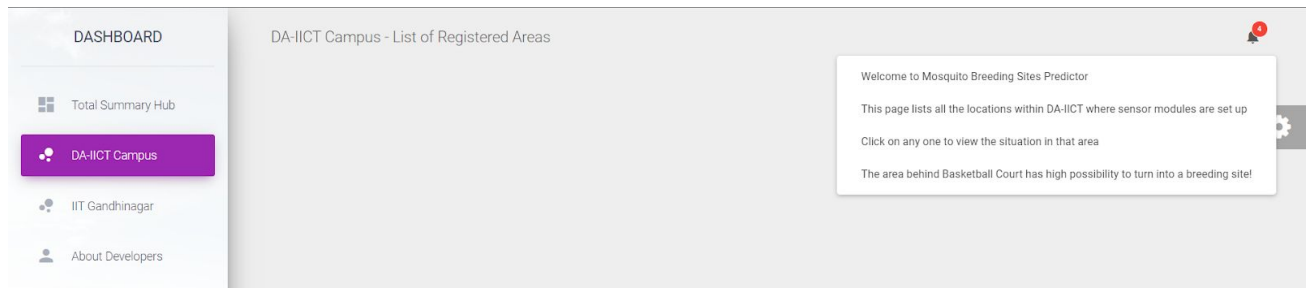 DASHBOARD
DA-IICT Campus - List of Registered Areas
4
Total Summary Hub
DA-IICT Campus
IIT Gandhinagar
About Developers
Welcome to Mosquito Breeding Sites Predictor
This page lists all the locations within DA-IICT where sensor modules are set up
Click on any one to view the situation in that area
The area behind Basketball Court has high possibility to turn into a breeding site!